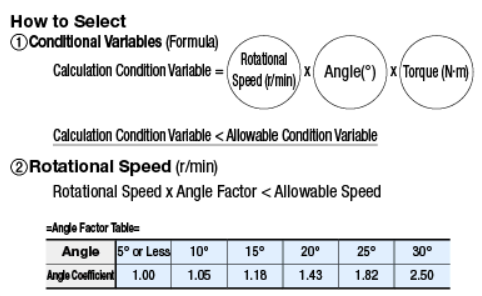 How to Select
①Conditional Variables (Formula)
Calculation Condition Variable = Rotational Speed (r/min) x Angle(°) x Torque (N·m)
Calculation Condition Variable < Allowable Condition Variable
②Rotational Speed (r/min)
Rotational Speed x Angle Factor < Allowable Speed
=Angle Factor Table=
Angle 5° or Less 10° 15° 20° 25° 30°
Angle Coefficient 1.00 1.05 1.18 1.43 1.82 2.50